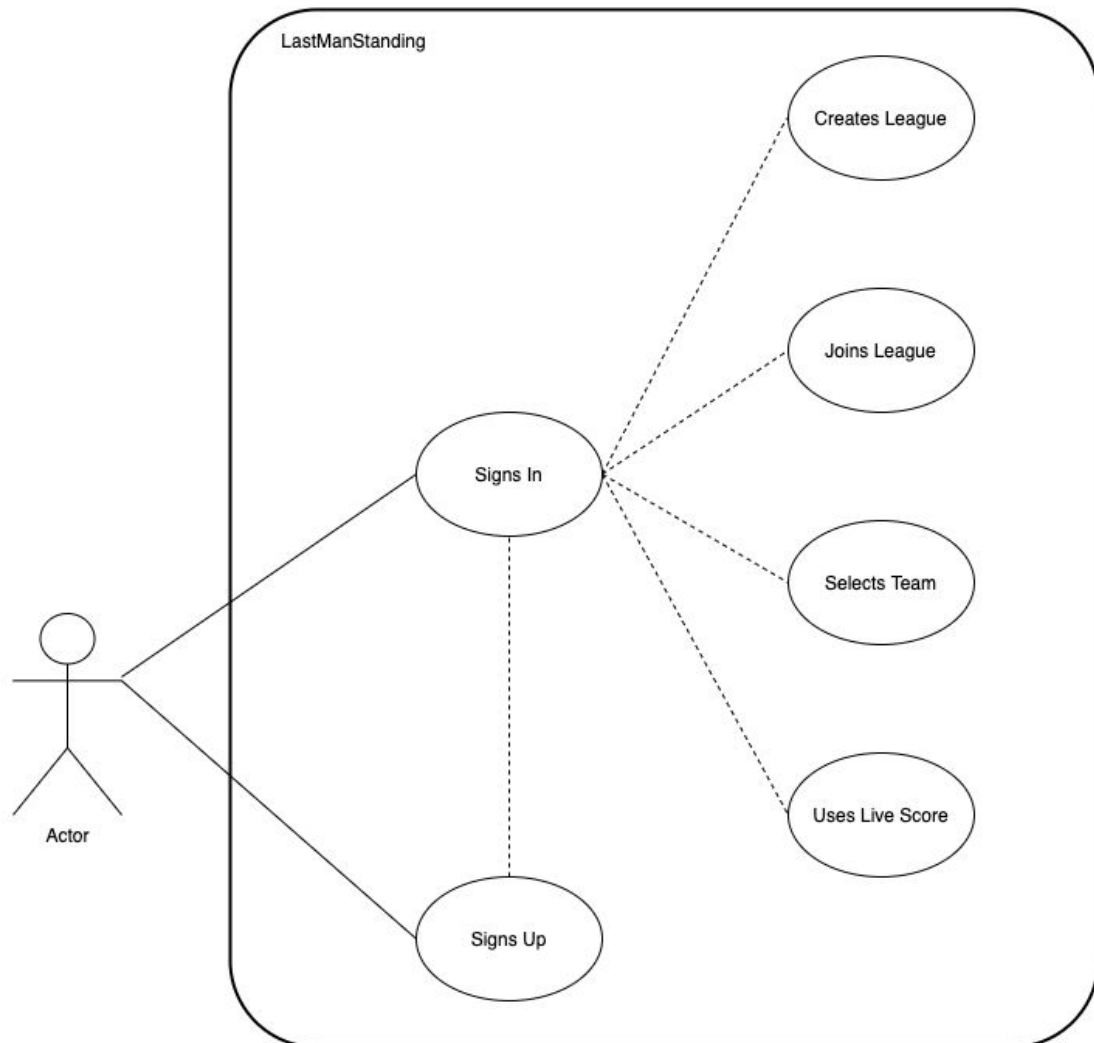 LastManStanding
Creates League
Joins League
Signs In
Selects Team
Uses Live Score
Actor
Signs Up